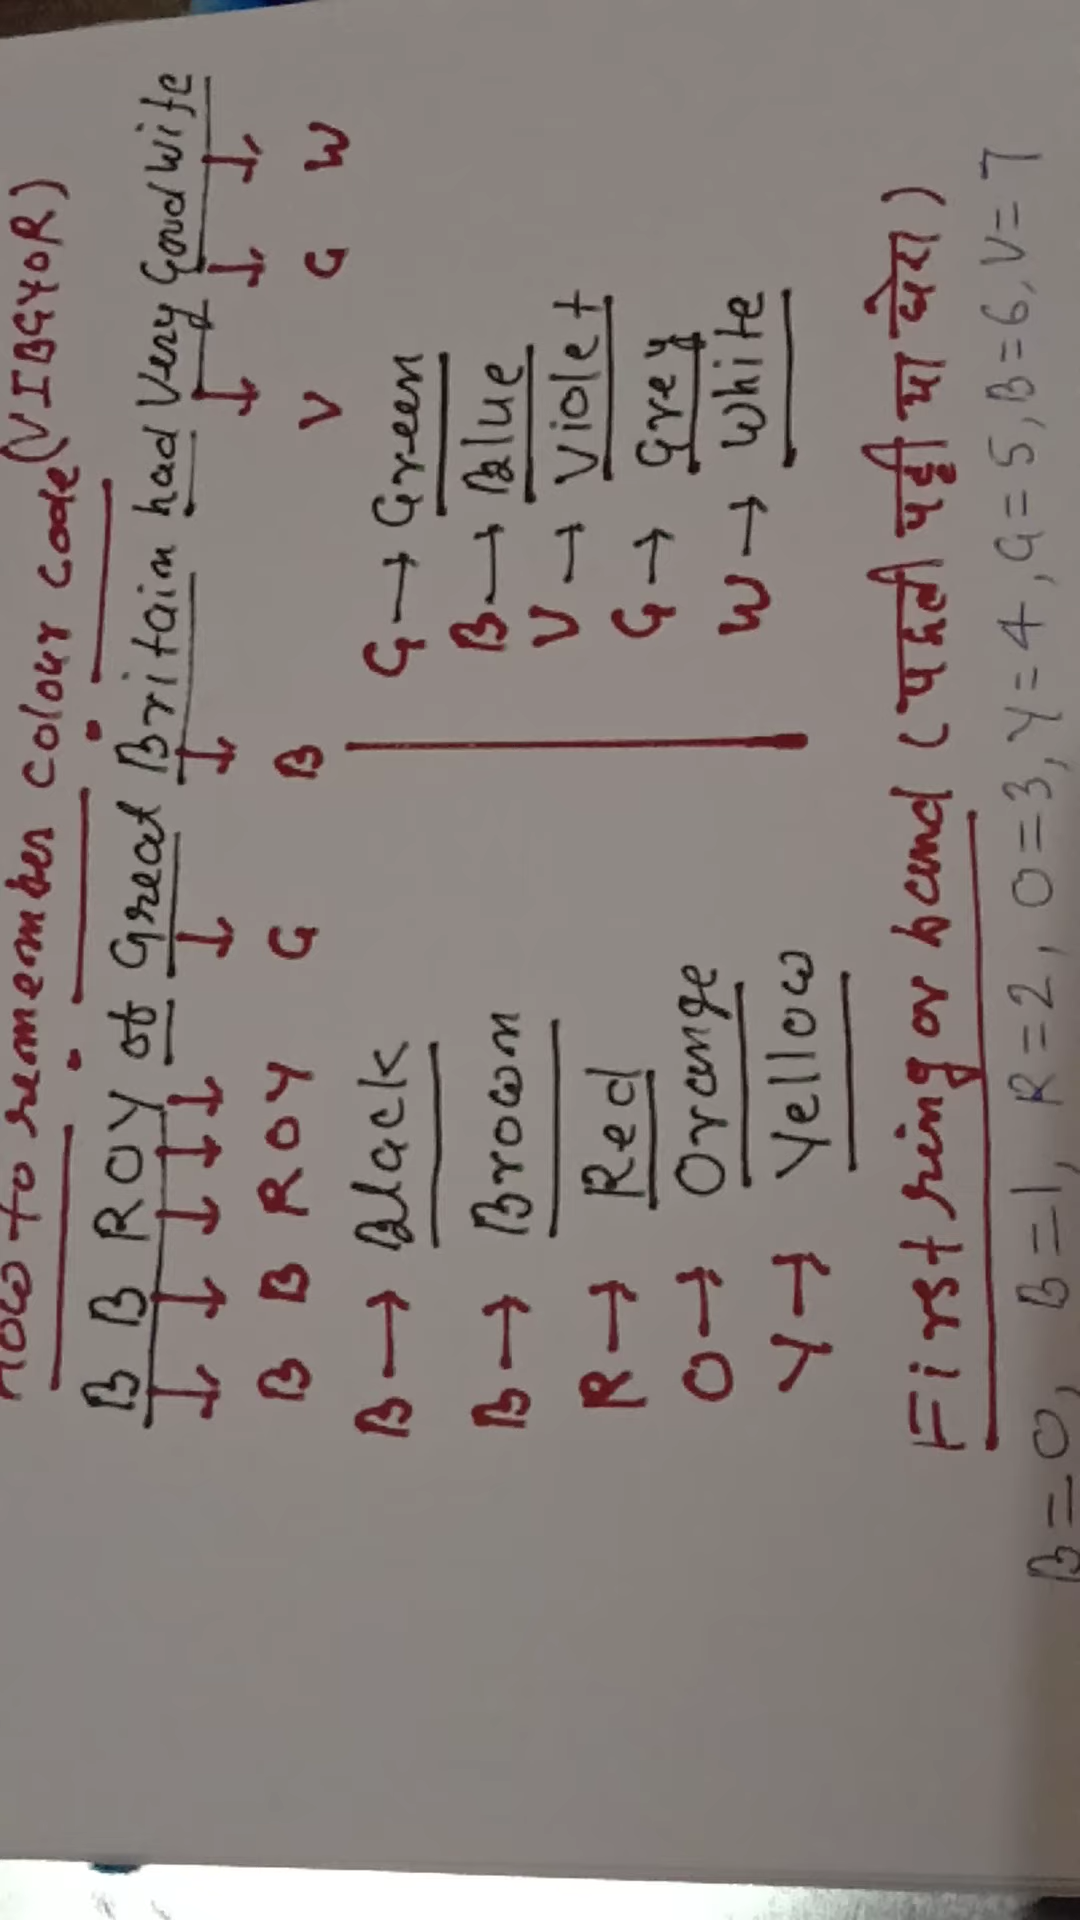 How to remember colour code (VIBGYOR)
B B ROY of Great Britain had Very Good Wife
B B R O Y G B V G W
B → Black
B → Brown
R → Red
O → Orange
Y → Yellow
G → Green
B → Blue
V → Violet
G → Grey
W → White
First ring or band (पहली पट्टी या घेरा)
B=0, B=1, R=2, O=3, Y=4, G=5, B=6, V=7